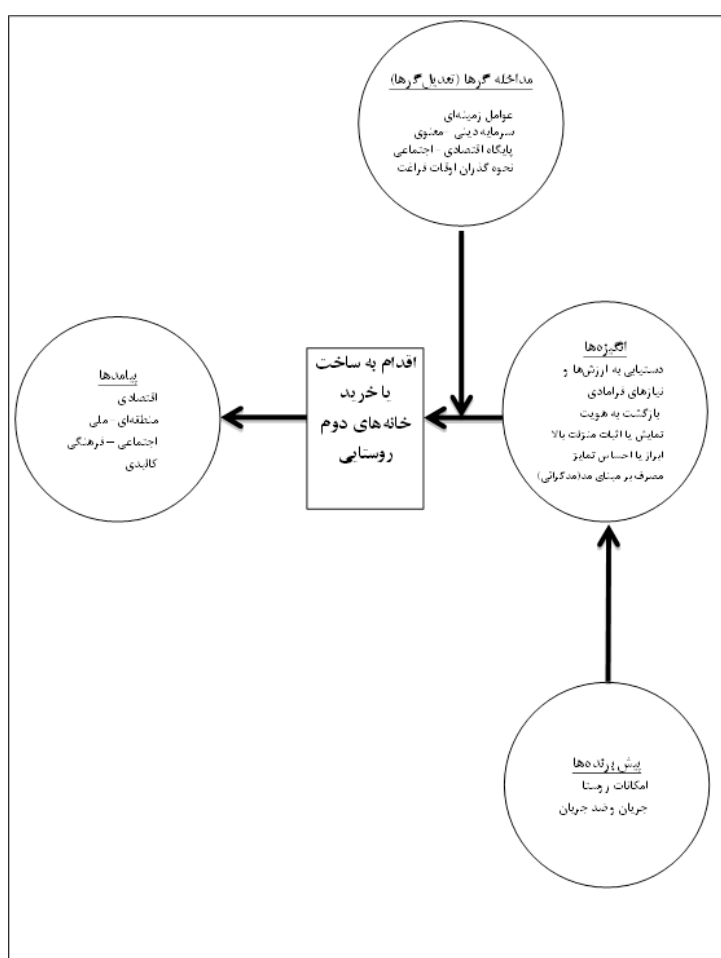 مداخله گرها (تعدیل‌گرها)
عوامل زمینه‌ای
سرمایه دینی -معنوی
پایگاه اقتصادی - اجتماعی
نحوه گذران اوقات فراغت
انگیزه‌ها
دستیابی به ارزش‌ها و
نیازهای فرامادی
بازگشت به هویت
نمایش یا اثبات منزلت بالا
ابراز یا احساس تمایز
مصرف بر مبنای مد(مدگرائی)
اقدام به ساخت
یا خرید
خانه‌های دوم
روستایی
پیامدها
اقتصادی
منطقه‌ای - ملی
اجتماعی – فرهنگی
کالبدی
پیش برنده‌ها
امکانات روستا
جریان و ضد جریان